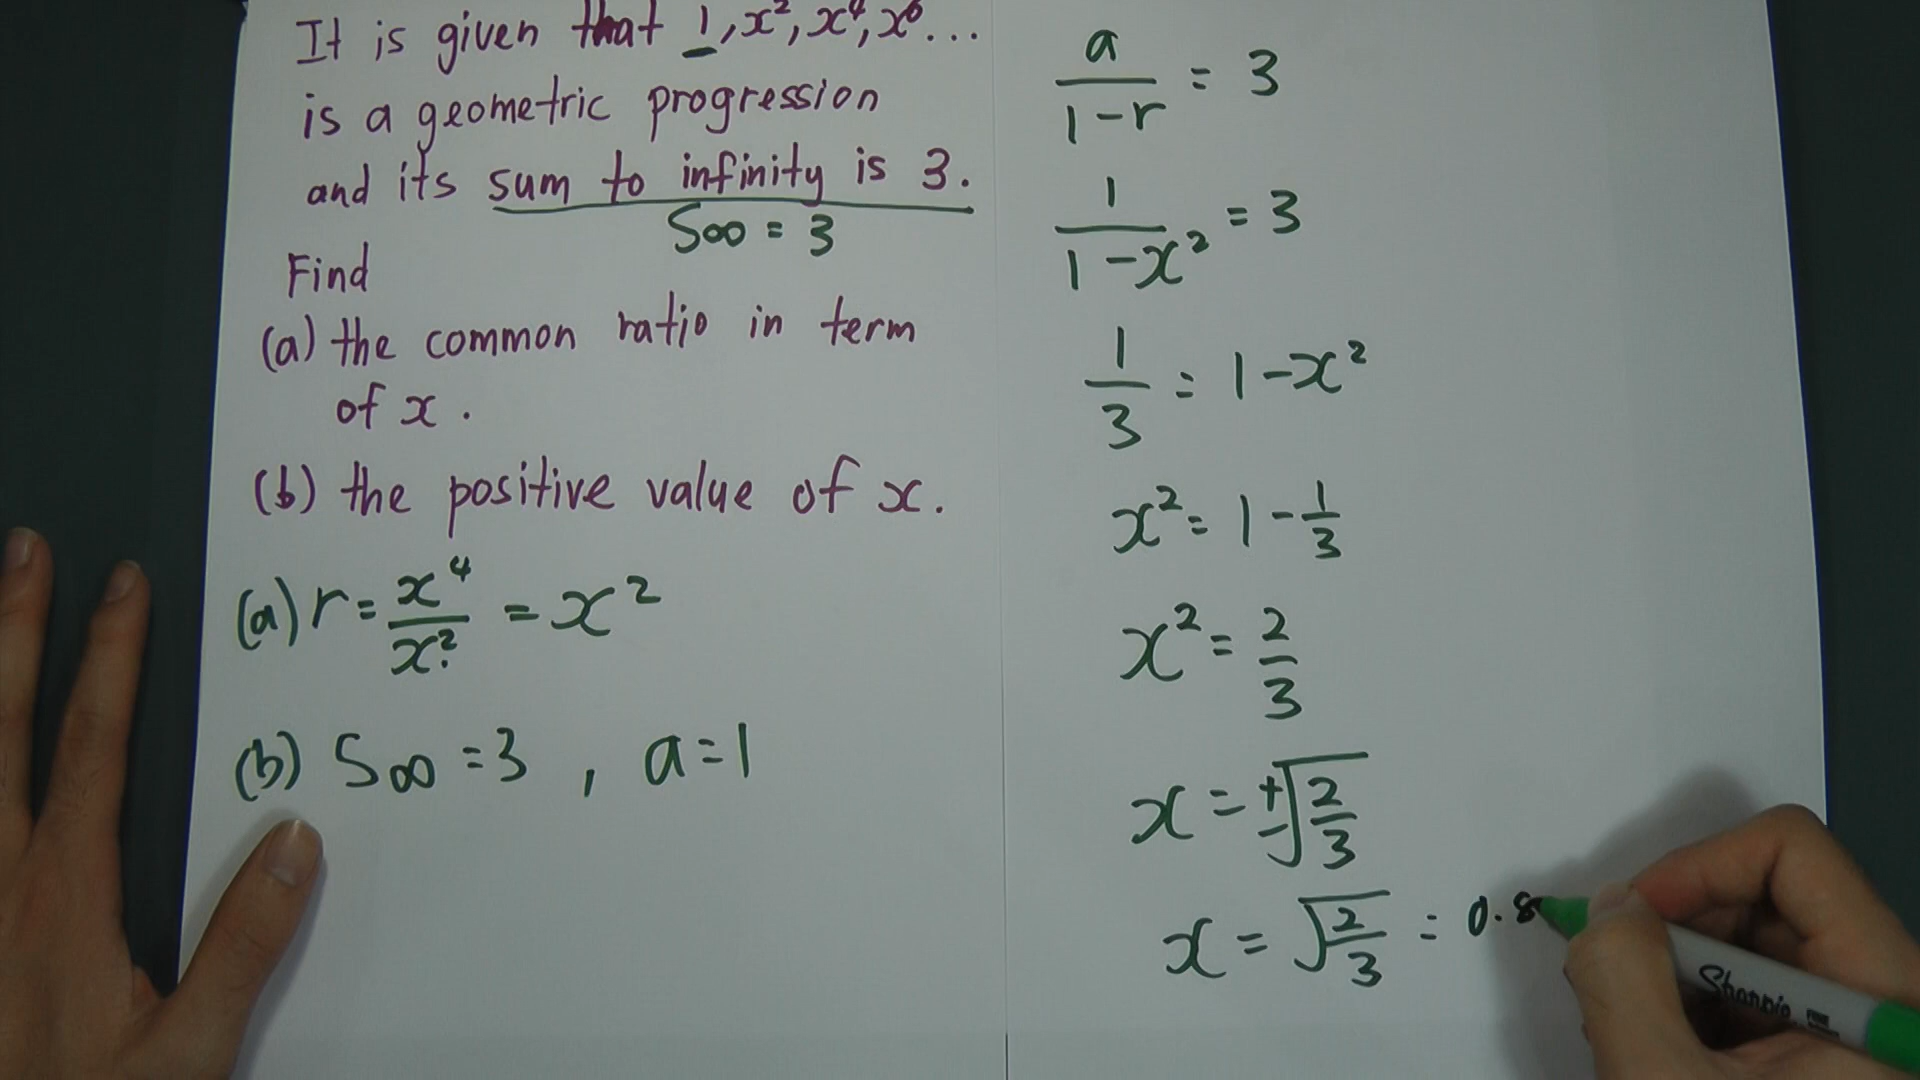 It is given that 1, x², x⁴, x⁶...
is a geometric progression
and its sum to infinity is 3.
S∞ = 3
Find
(a) the common ratio in term
of x.
(b) the positive value of x.
(a) r = x⁴/x² = x²
(b) S∞ = 3 , a = 1
a/(1-r) = 3
1/(1-x²) = 3
1/3 = 1-x²
x² = 1 - 1/3
x² = 2/3
x = ±√(2/3)
x = √(2/3) = 0.8
Sharpie